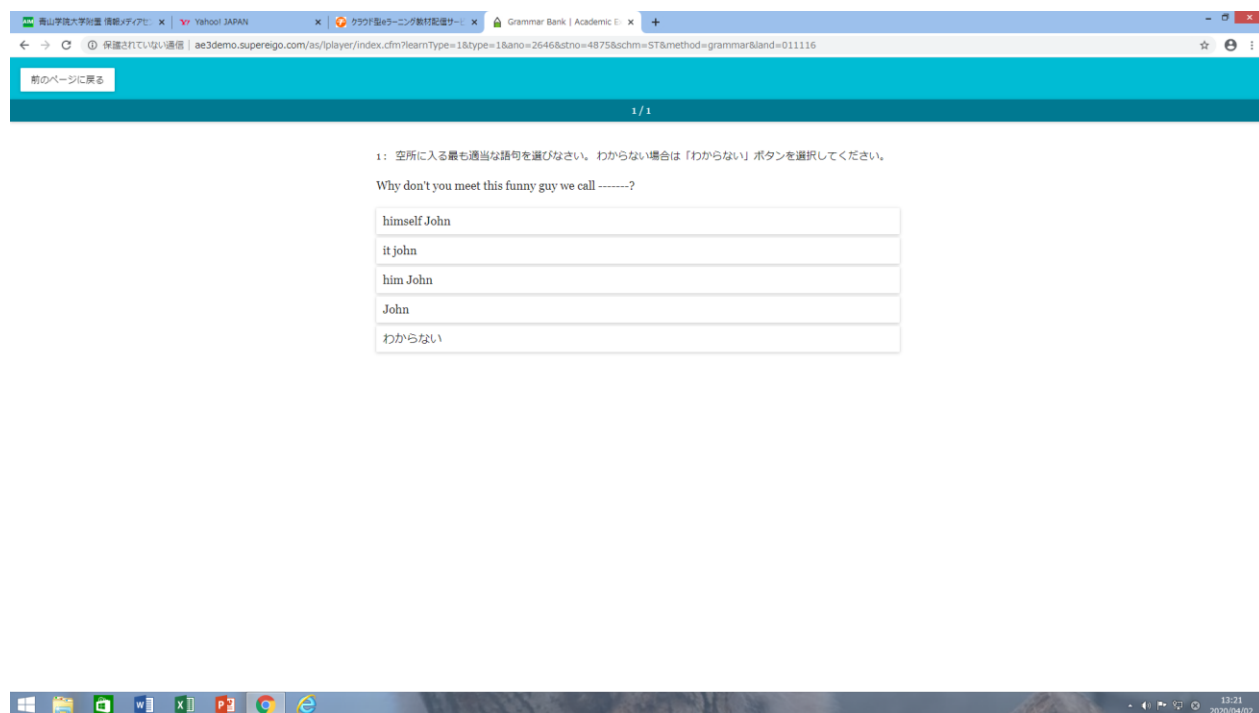 青山学院大学附置 情報メディアセン
Yahoo! JAPAN
クラウド型eラーニング教材配信サービ
Grammar Bank | Academic E
保護されていない通信 | ae3demo.supereigo.com/as/lplayer/index.cfm?learnType=1&type=1&ano=2646&stno=4875&schm=ST&method=grammar&land=011116
前のページに戻る
1 / 1
1： 空所に入る最も適当な語句を選びなさい。わからない場合は「わからない」ボタンを選択してください。
Why don't you meet this funny guy we call -------?
himself John
it john
him John
John
わからない
13:21
2020/04/02